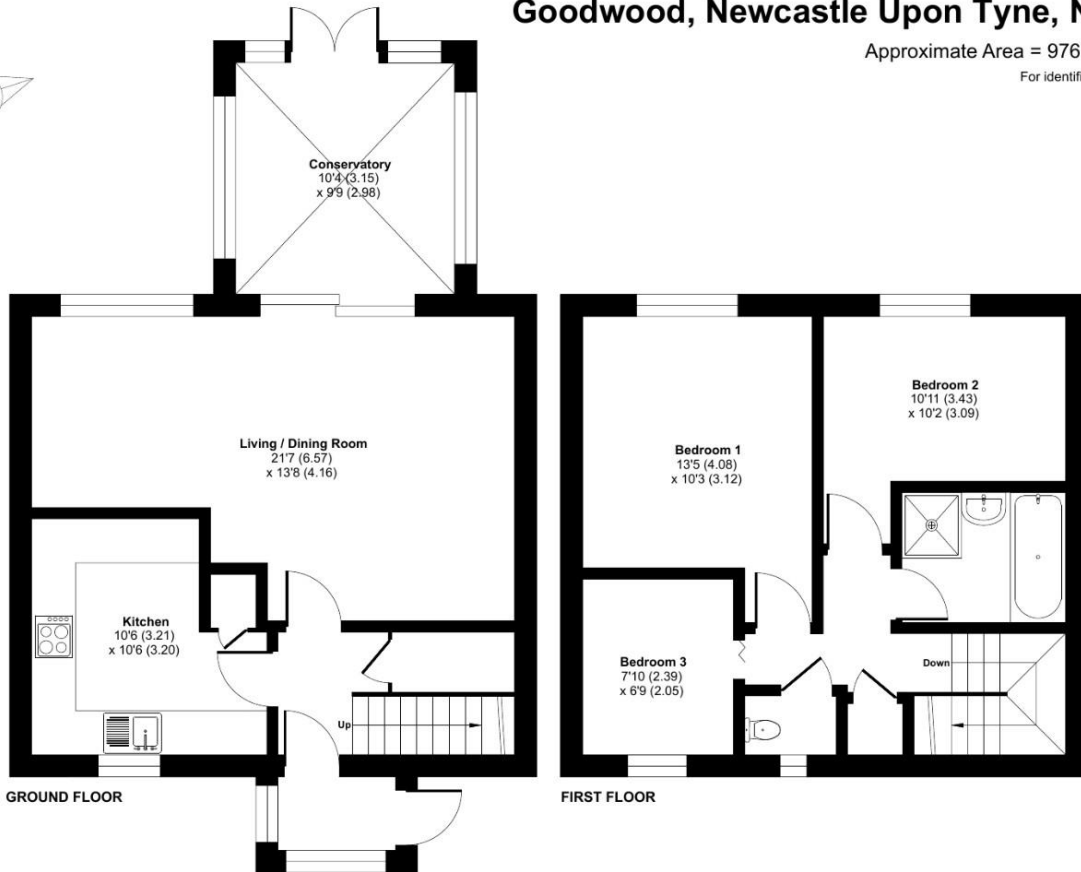 Goodwood, Newcastle Upon Tyne, N
Approximate Area = 976
For identifi
Conservatory
10'4 (3.15)
x 9'9 (2.98)
Living / Dining Room
21'7 (6.57)
x 13'8 (4.16)
Kitchen
10'6 (3.21)
x 10'6 (3.20)
Up
GROUND FLOOR
Bedroom 1
13'5 (4.08)
x 10'3 (3.12)
Bedroom 2
10'11 (3.43)
x 10'2 (3.09)
Bedroom 3
7'10 (2.39)
x 6'9 (2.05)
Down
FIRST FLOOR